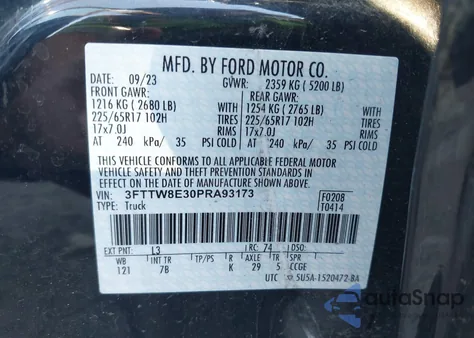 MFD. BY FORD MOTOR CO.
DATE: 09/23 GVWR: 2359 KG ( 5200 LB)
FRONT GAWR: REAR GAWR:
1216 KG ( 2680 LB) 1254 KG ( 2765 LB)
225/65R17 102H TIRES 225/65R17 102H TIRES
17x7.0J RIMS 17x7.0J RIMS
AT 240 kPa/ 35 PSI COLD AT 240 kPa/ 35 PSI COLD
THIS VEHICLE CONFORMS TO ALL APPLICABLE FEDERAL MOTOR
VEHICLE SAFETY AND BUMPER AND THEFT PREVENTION STANDARDS
IN EFFECT ON THE DATE OF MANUFACTURE SHOWN ABOVE.
VIN: 3FTTW8E30PRA93173 F0208
TYPE: Truck T0414
EXT PNT: L3 RC: 74 DSO:
WB INT TR TP/PS R AXLE S SPR
121 7B K 29 5 CCGE
UTC 5U5A-1520472-BA
autoSnap